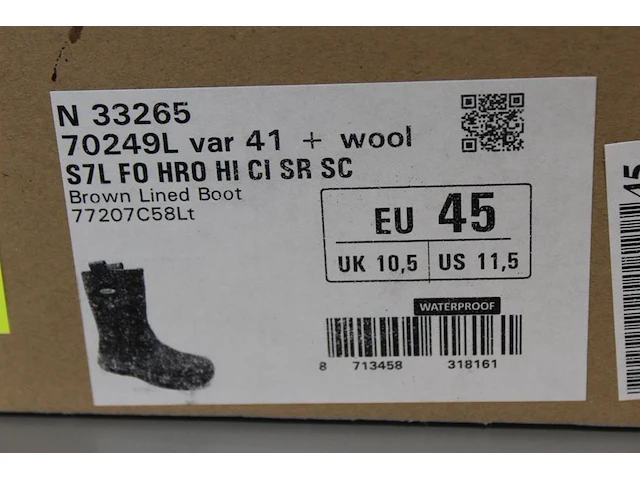 N 33265
70249L var 41 + wool
S7L FO HRO HI CI SR SC
Brown Lined Boot
77207C58Lt
EU 45
UK 10,5 US 11,5
WATERPROOF
8 713458 318161
45